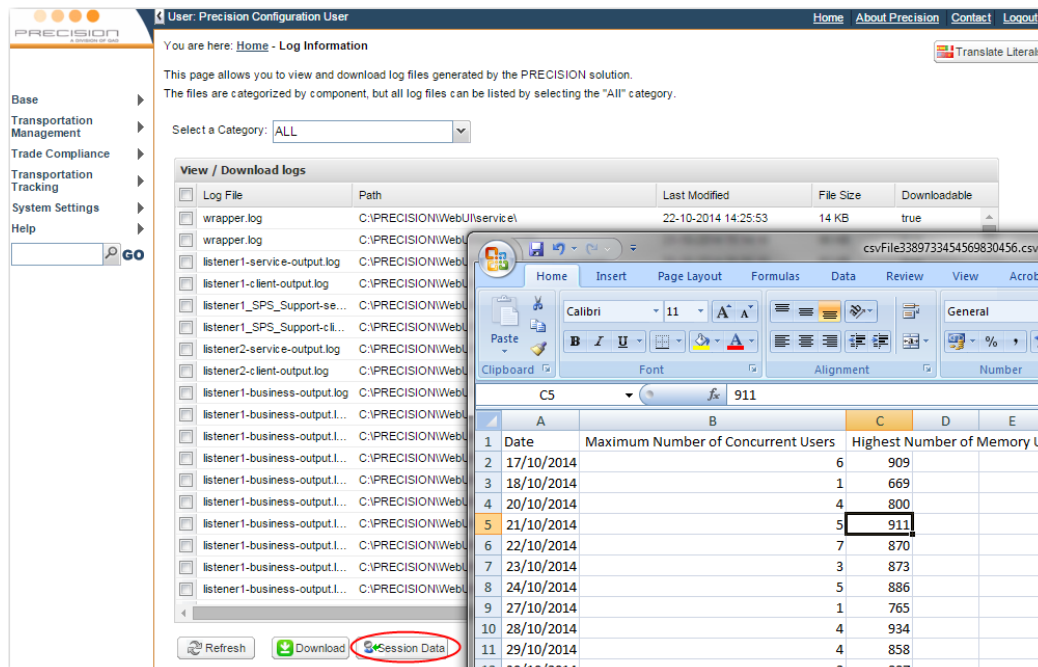 PRECISION
A DIVISION OF QAD
User: Precision Configuration User
Home About Precision Contact Logout
You are here: Home - Log Information
Translate Literals
This page allows you to view and download log files generated by the PRECISION solution.
The files are categorized by component, but all log files can be listed by selecting the "All" category.
Base
Transportation
Management
Trade Compliance
Transportation
Tracking
System Settings
Help
GO
Select a Category: ALL
View / Download logs
Log File Path Last Modified File Size Downloadable
wrapper.log C:\PRECISION\WebUI\service\ 22-10-2014 14:25:53 14 KB true
wrapper.log C:\PRECISION\WebU
listener1-service-output.log C:\PRECISION\WebU
listener1-client-output.log C:\PRECISION\WebU
listener1_SPS_Support-se... C:\PRECISION\WebU
listener1_SPS_Support-cli... C:\PRECISION\WebU
listener2-service-output.log C:\PRECISION\WebU
listener2-client-output.log C:\PRECISION\WebU
listener1-business-output.log C:\PRECISION\WebU
listener1-business-output.l... C:\PRECISION\WebU
listener1-business-output.l... C:\PRECISION\WebU
listener1-business-output.l... C:\PRECISION\WebU
listener1-business-output.l... C:\PRECISION\WebU
listener1-business-output.l... C:\PRECISION\WebU
listener1-business-output.l... C:\PRECISION\WebU
listener1-business-output.l... C:\PRECISION\WebU
listener1-business-output.l... C:\PRECISION\WebU
listener1-business-output.l... C:\PRECISION\WebU
Refresh Download Session Data
csvFile3389733454569830456.csv
Home Insert Page Layout Formulas Data Review View Acrob
Paste
Calibri 11
B I U
General
% ,
Clipboard Font Alignment Number
C5 fx 911
A B C D E
1 Date Maximum Number of Concurrent Users Highest Number of Memory U
2 17/10/2014 6 909
3 18/10/2014 1 669
4 20/10/2014 4 800
5 21/10/2014 5 911
6 22/10/2014 7 870
7 23/10/2014 3 873
8 24/10/2014 5 886
9 27/10/2014 1 765
10 28/10/2014 4 934
11 29/10/2014 4 858